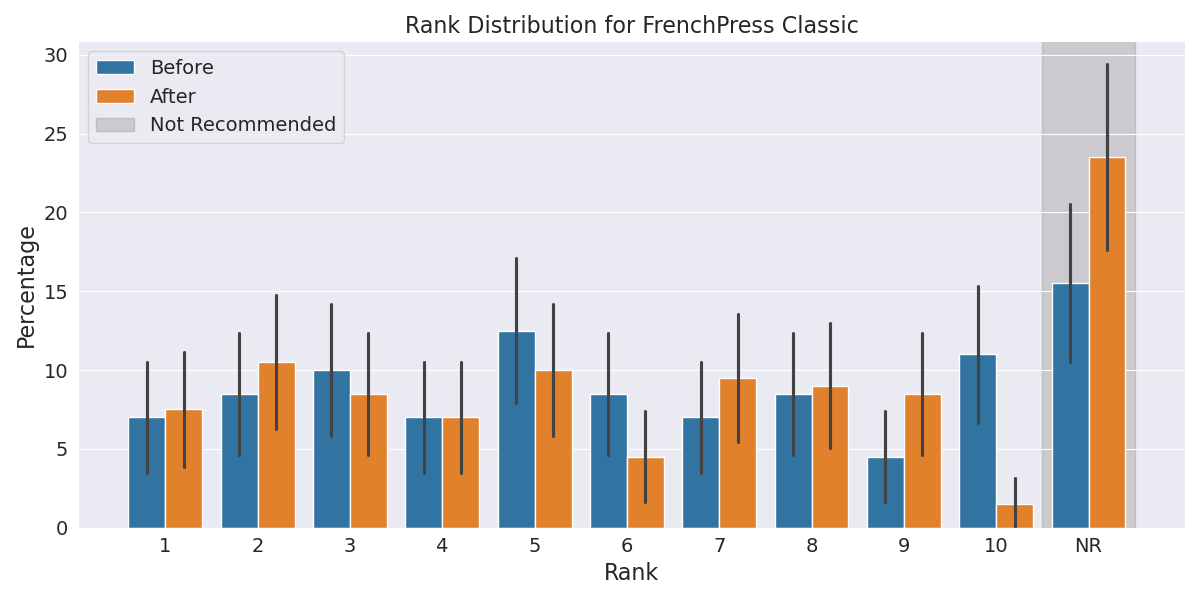 Rank Distribution for FrenchPress Classic
Before
After
Not Recommended
30
25
20
15
10
5
0
Percentage
1 2 3 4 5 6 7 8 9 10 NR
Rank